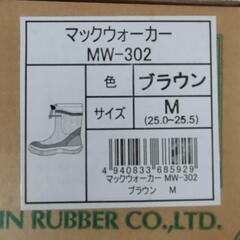 マックウォーカー
MW-302
色 ブラウン
サイズ M
(25.0~25.5)
4 940833 685929
マックウォーカー MW-302
ブラウン M
IN RUBBER CO.,LTD.